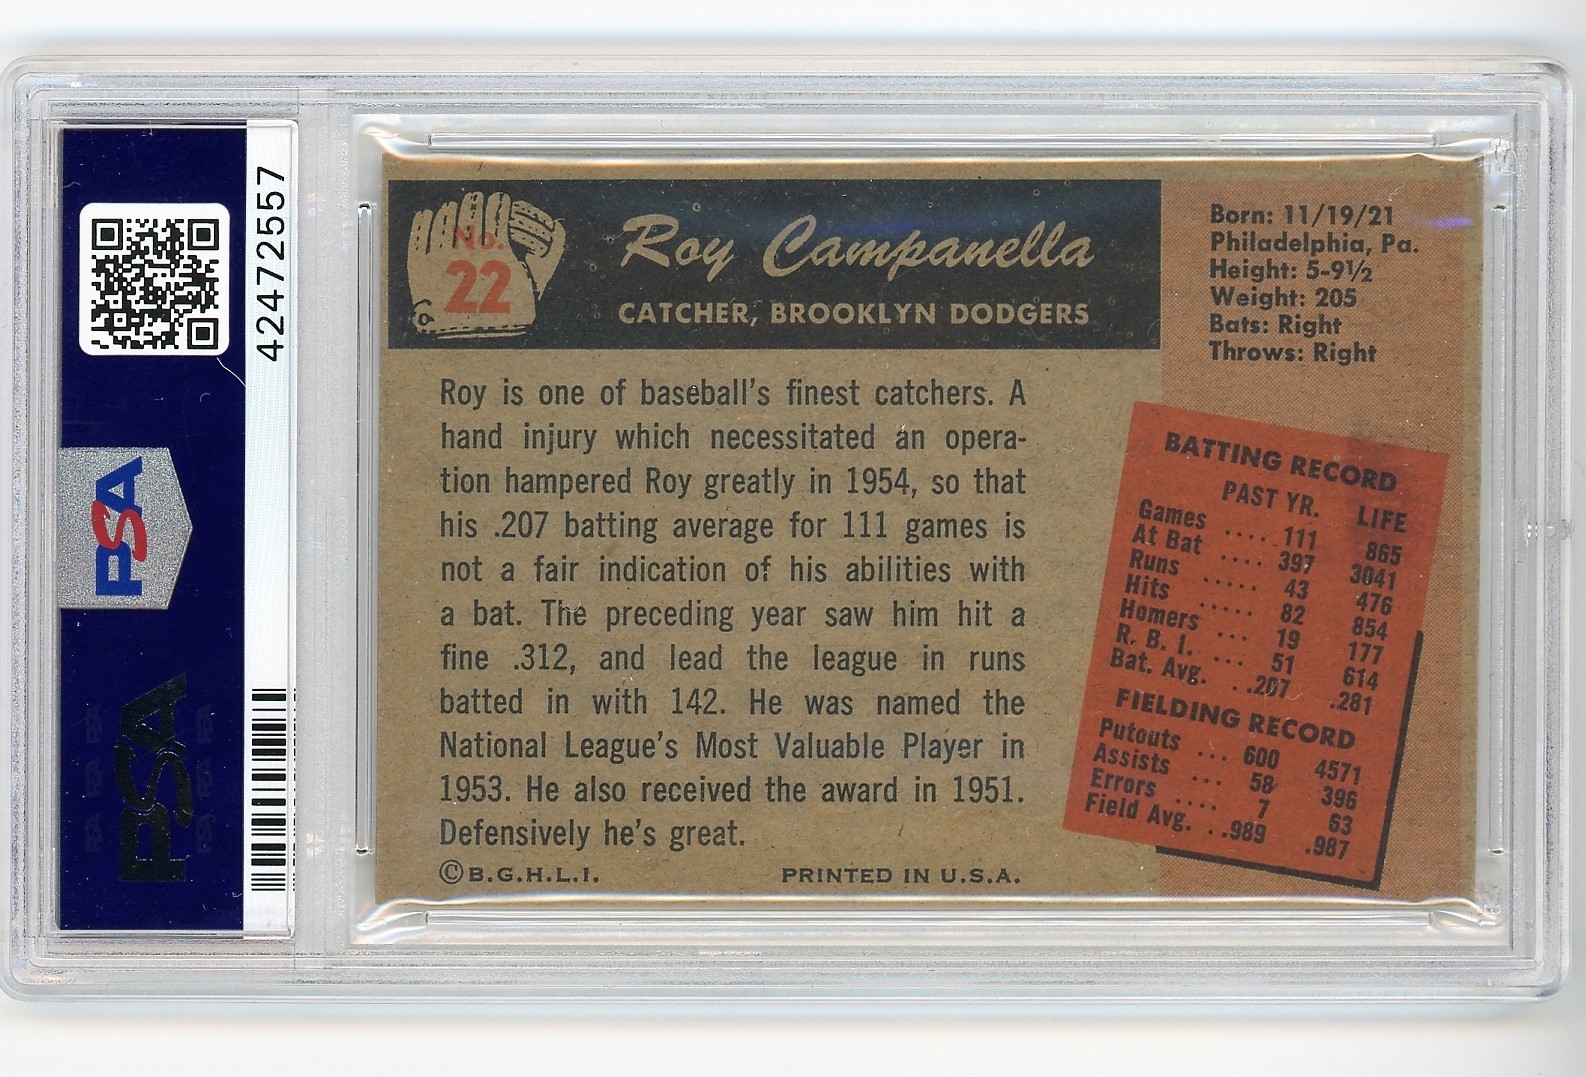 42472557
PSA
PSA
No.
22
Roy Campanella
CATCHER, BROOKLYN DODGERS
Born: 11/19/21
Philadelphia, Pa.
Height: 5-9½
Weight: 205
Bats: Right
Throws: Right
Roy is one of baseball's finest catchers. A
hand injury which necessitated an opera-
tion hampered Roy greatly in 1954, so that
his .207 batting average for 111 games is
not a fair indication of his abilities with
a bat. The preceding year saw him hit a
fine .312, and lead the league in runs
batted in with 142. He was named the
National League's Most Valuable Player in
1953. He also received the award in 1951.
Defensively he's great.
©B.G.H.L.I. PRINTED IN U.S.A.
BATTING RECORD
PAST YR. LIFE
Games .... 111 865
At Bat .... 397 3041
Runs ..... 43 476
Hits ..... 82 854
Homers ... 19 177
R. B. I. ... 51 614
Bat. Avg. ..207 .281
FIELDING RECORD
Putouts ... 600 4571
Assists ... 58 396
Errors .... 7 63
Field Avg. ..989 .987